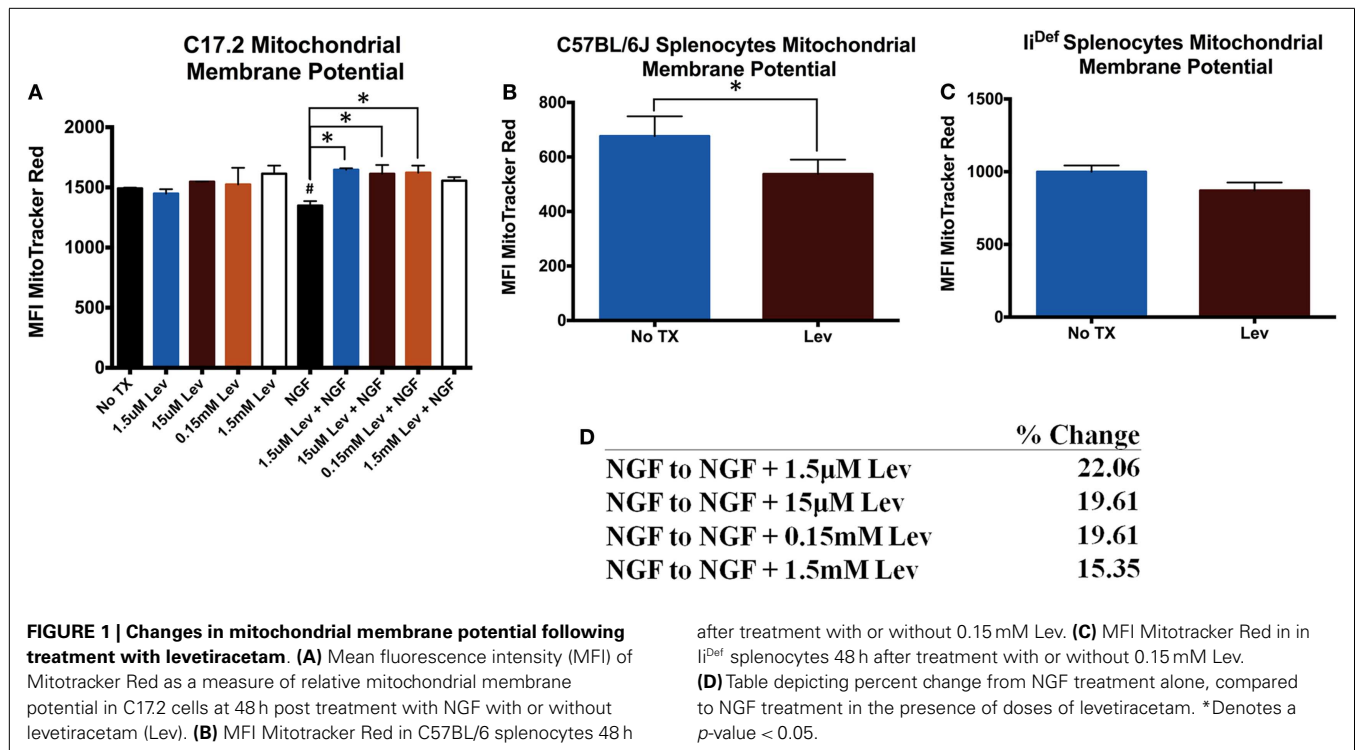 C17.2 Mitochondrial
Membrane Potential
A
MFI MitoTracker Red
2000
1500
1000
500
0
*
*
*
#
No TX
1.5uM Lev
15uM Lev
0.15mM Lev
1.5mM Lev
NGF
1.5uM Lev + NGF
15uM Lev + NGF
0.15mM Lev + NGF
1.5mM Lev + NGF
C57BL/6J Splenocytes Mitochondrial
Membrane Potential
B
MFI MitoTracker Red
800
600
400
200
0
*
No TX
Lev
IiDef Splenocytes Mitochondrial
Membrane Potential
C
MFI MitoTracker Red
1500
1000
500
0
No TX
Lev
D
% Change
NGF to NGF + 1.5µM Lev 22.06
NGF to NGF + 15µM Lev 19.61
NGF to NGF + 0.15mM Lev 19.61
NGF to NGF + 1.5mM Lev 15.35
FIGURE 1 | Changes in mitochondrial membrane potential following
treatment with levetiracetam. (A) Mean fluorescence intensity (MFI) of
Mitotracker Red as a measure of relative mitochondrial membrane
potential in C17.2 cells at 48 h post treatment with NGF with or without
levetiracetam (Lev). (B) MFI Mitotracker Red in C57BL/6 splenocytes 48 h
after treatment with or without 0.15 mM Lev. (C) MFI Mitotracker Red in in
IiDef splenocytes 48 h after treatment with or without 0.15 mM Lev.
(D) Table depicting percent change from NGF treatment alone, compared
to NGF treatment in the presence of doses of levetiracetam. *Denotes a
p-value < 0.05.